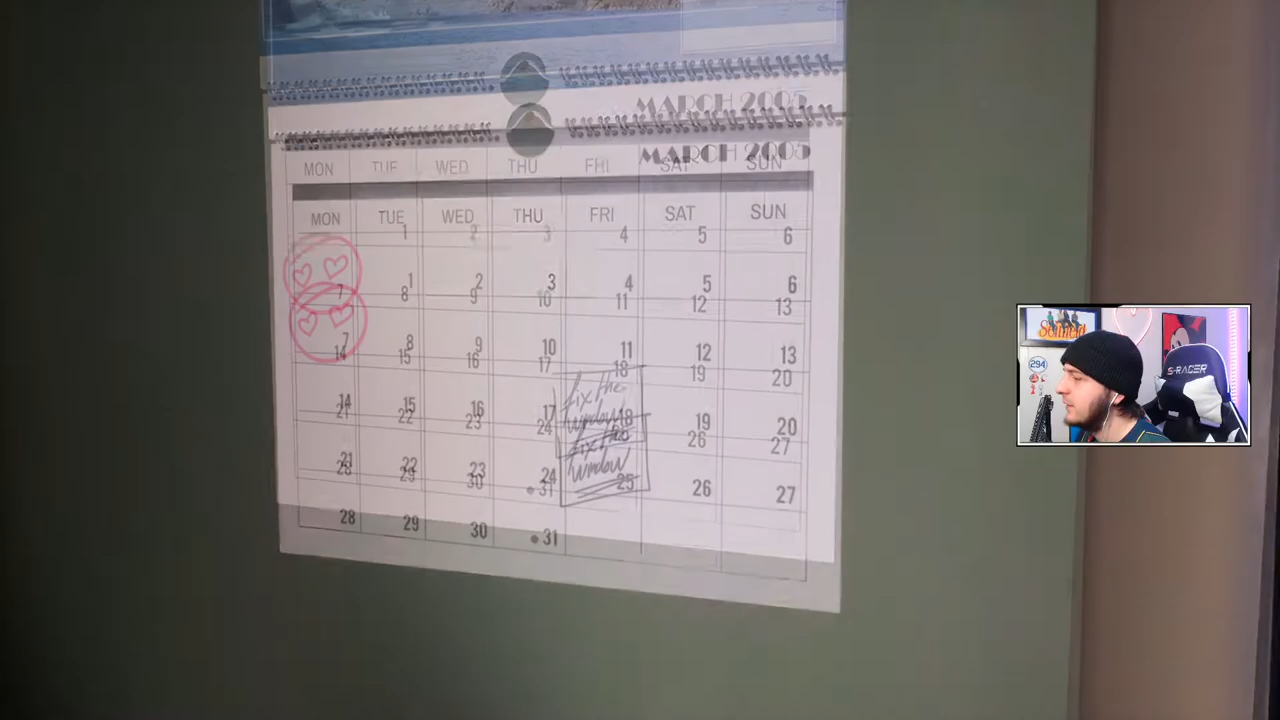 MARCH 2005
MARCH 2005
MON TUE WED THU FRI SAT SUN
MON TUE WED THU FRI SAT SUN
1 2 3 4 5 6
1 2 3 4 5 6
7 8 9 10 11 12 13
7 8 9 10 11 12 13
14 15 16 17 18 19 20
fix the
window
14 15 16 17 18 19 20
21 22 23 24 26 27
fix the
window
21 22 23 24 25 26 27
28 29 30 31
28 29 30 31
294
S-RACER